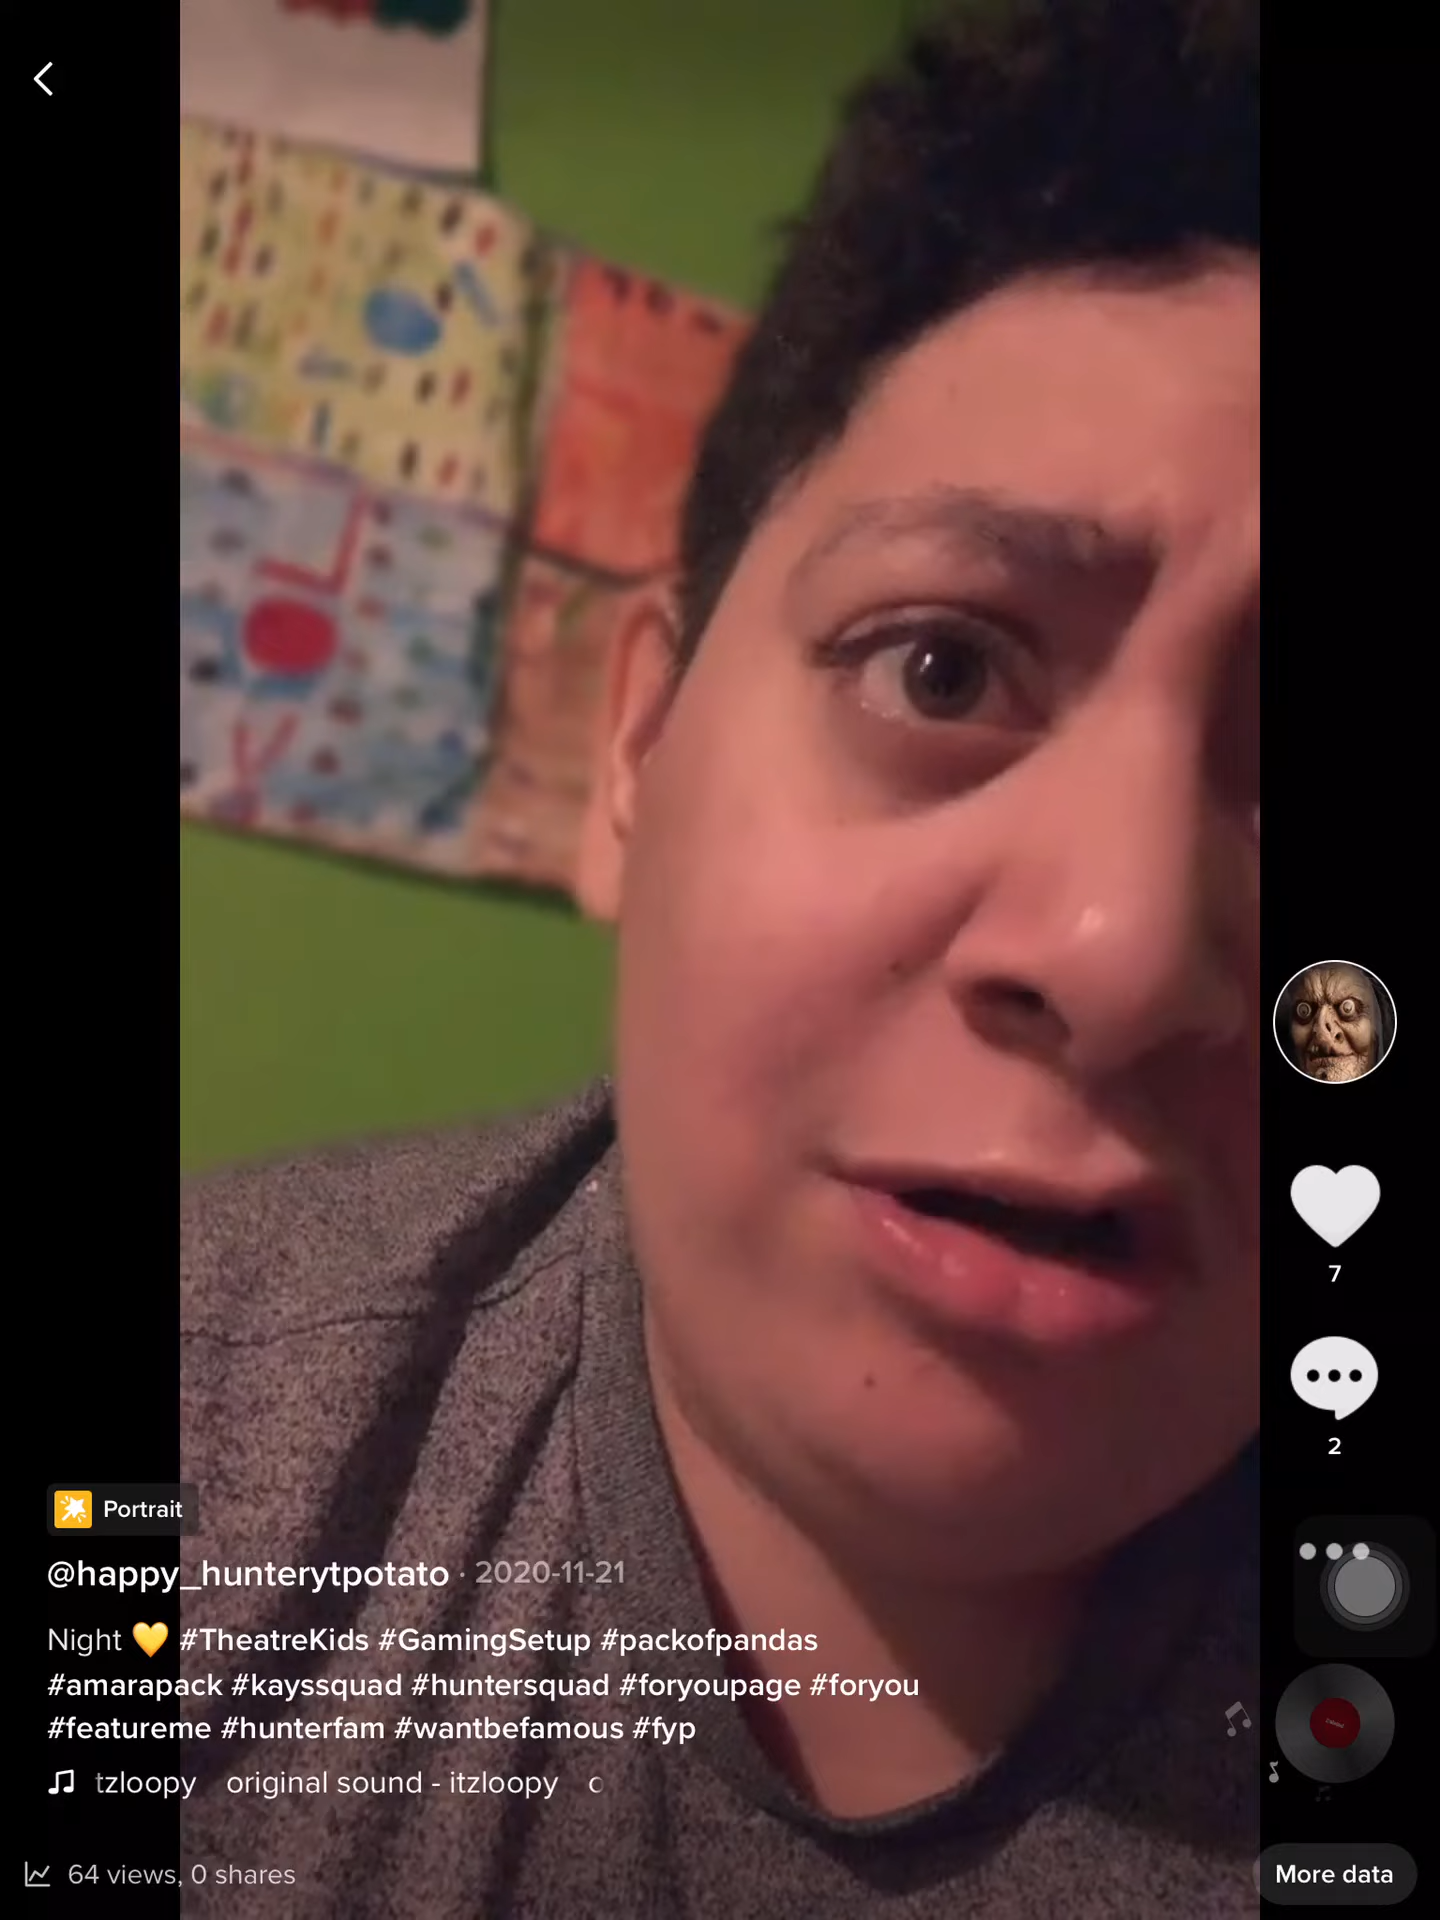 7
2
Portrait
@happy_hunterytpotato · 2020-11-21
Night 💛 #TheatreKids #GamingSetup #packofpandas
#amarapack #kayssquad #huntersquad #foryoupage #foryou
#featureme #hunterfam #wantbefamous #fyp
tzloopy original sound - itzloopy
64 views, 0 shares
More data